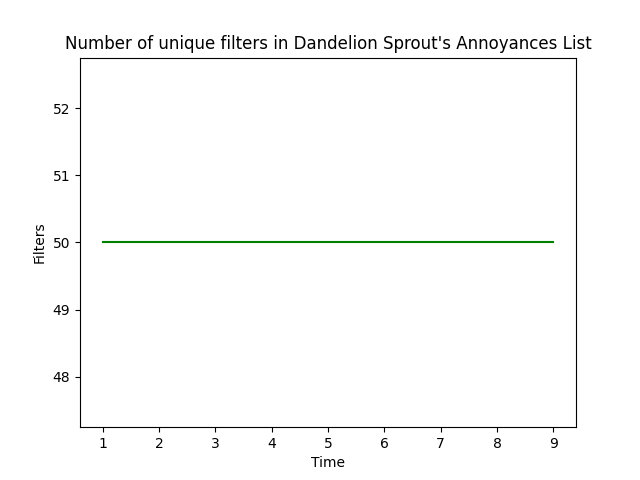 Number of unique filters in Dandelion Sprout's Annoyances List
52
51
50
49
48
Filters
1 2 3 4 5 6 7 8 9
Time